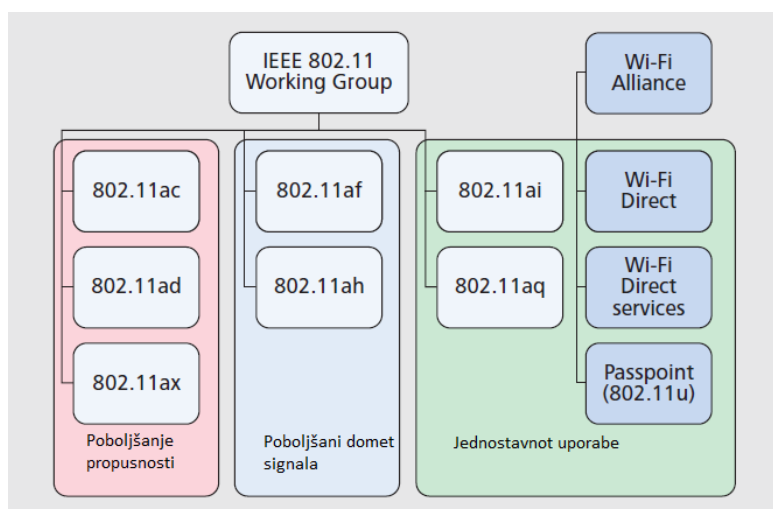 IEEE 802.11
Working Group
Wi-Fi
Alliance
802.11ac
802.11af
802.11ai
Wi-Fi
Direct
802.11ad
802.11ah
802.11aq
Wi-Fi
Direct
services
802.11ax
Passpoint
(802.11u)
Poboljšanje
propusnosti
Poboljšani domet
signala
Jednostavnot uporabe